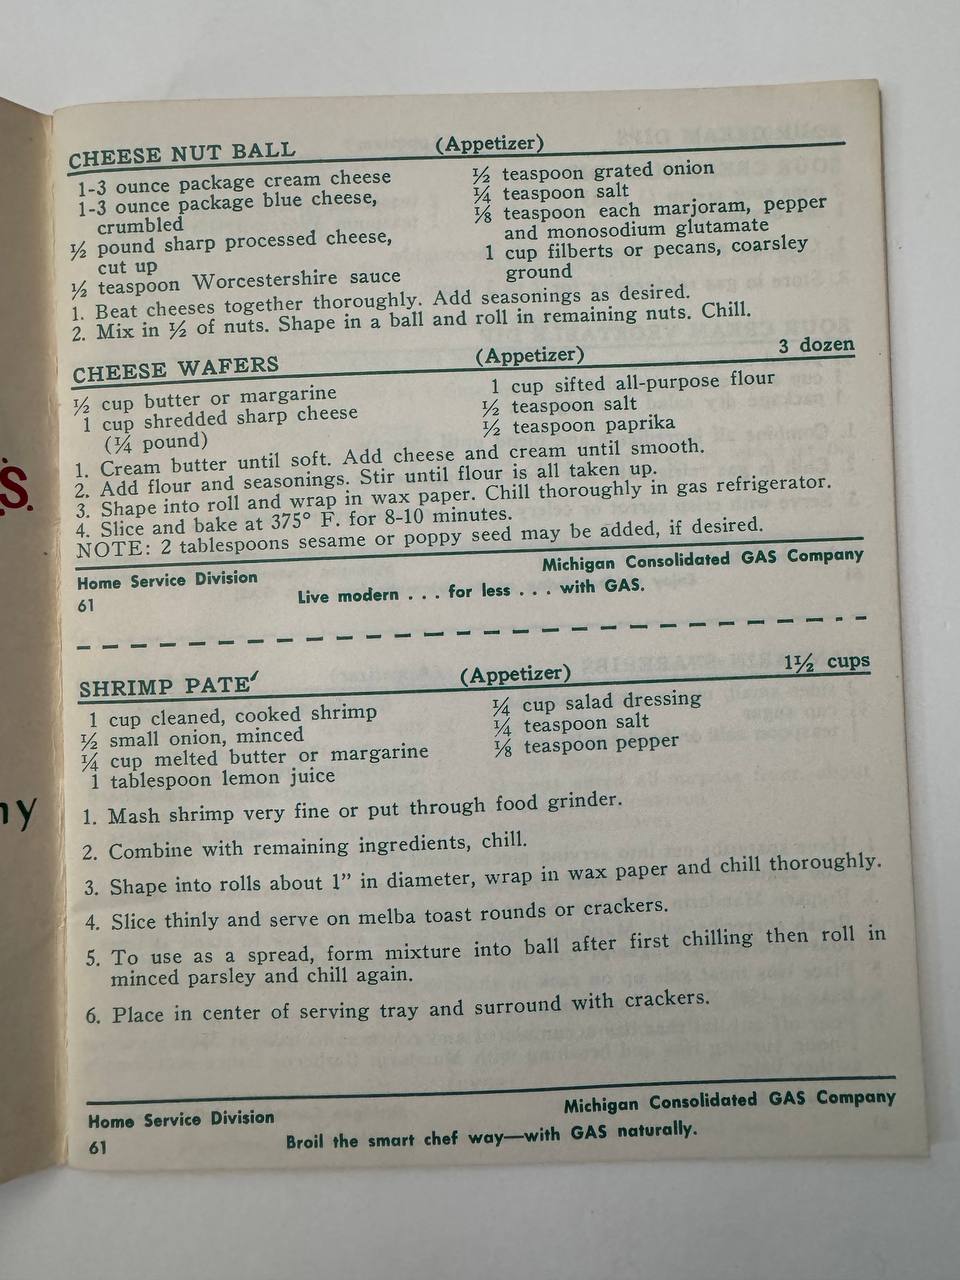 CHEESE NUT BALL (Appetizer)
1-3 ounce package cream cheese
1-3 ounce package blue cheese,
crumbled
½ pound sharp processed cheese,
cut up
½ teaspoon Worcestershire sauce
½ teaspoon grated onion
¼ teaspoon salt
⅛ teaspoon each marjoram, pepper
and monosodium glutamate
1 cup filberts or pecans, coarsley
ground
1. Beat cheeses together thoroughly. Add seasonings as desired.
2. Mix in ½ of nuts. Shape in a ball and roll in remaining nuts. Chill.
CHEESE WAFERS (Appetizer) 3 dozen
½ cup butter or margarine
1 cup shredded sharp cheese
(¼ pound)
1 cup sifted all-purpose flour
½ teaspoon salt
½ teaspoon paprika
1. Cream butter until soft. Add cheese and cream until smooth.
2. Add flour and seasonings. Stir until flour is all taken up.
3. Shape into roll and wrap in wax paper. Chill thoroughly in gas refrigerator.
4. Slice and bake at 375° F. for 8-10 minutes.
NOTE: 2 tablespoons sesame or poppy seed may be added, if desired.
Home Service Division Michigan Consolidated GAS Company
61 Live modern . . . for less . . . with GAS.
SHRIMP PATE′ (Appetizer) 1½ cups
1 cup cleaned, cooked shrimp
½ small onion, minced
¼ cup melted butter or margarine
1 tablespoon lemon juice
¼ cup salad dressing
¼ teaspoon salt
⅛ teaspoon pepper
1. Mash shrimp very fine or put through food grinder.
2. Combine with remaining ingredients, chill.
3. Shape into rolls about 1” in diameter, wrap in wax paper and chill thoroughly.
4. Slice thinly and serve on melba toast rounds or crackers.
5. To use as a spread, form mixture into ball after first chilling then roll in
minced parsley and chill again.
6. Place in center of serving tray and surround with crackers.
Home Service Division Michigan Consolidated GAS Company
61 Broil the smart chef way—with GAS naturally.